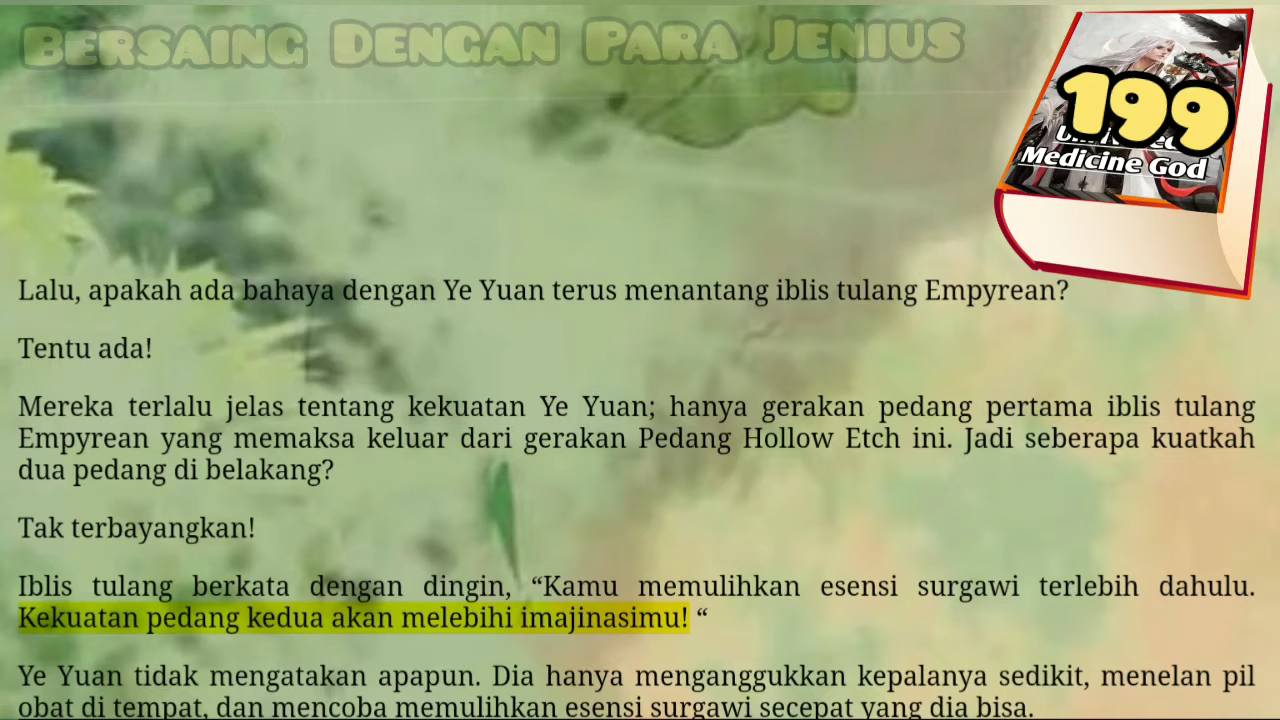 Bersaing Dengan Para Jenius
199
Medicine God
Lalu, apakah ada bahaya dengan Ye Yuan terus menantang iblis tulang Empyrean?
Tentu ada!
Mereka terlalu jelas tentang kekuatan Ye Yuan; hanya gerakan pedang pertama iblis tulang
Empyrean yang memaksa keluar dari gerakan Pedang Hollow Etch ini. Jadi seberapa kuatkah
dua pedang di belakang?
Tak terbayangkan!
Iblis tulang berkata dengan dingin, “Kamu memulihkan esensi surgawi terlebih dahulu.
Kekuatan pedang kedua akan melebihi imajinasimu! “
Ye Yuan tidak mengatakan apapun. Dia hanya menganggukkan kepalanya sedikit, menelan pil
obat di tempat, dan mencoba memulihkan esensi surgawi secepat yang dia bisa.